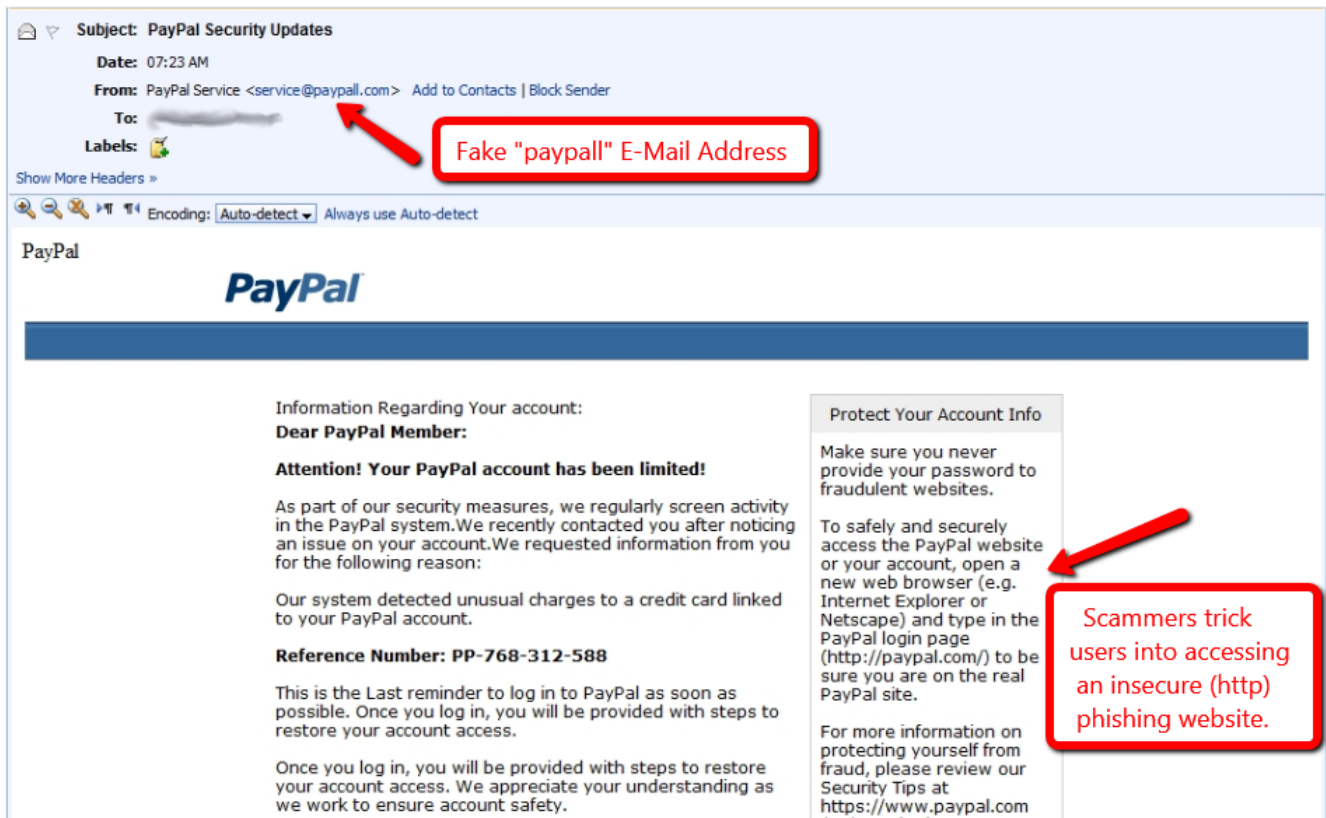 Subject: PayPal Security Updates
Date: 07:23 AM
From: PayPal Service <service@paypall.com> Add to Contacts | Block Sender
To:
Labels:
Fake "paypall" E-Mail Address
Show More Headers »
Encoding: Auto-detect Always use Auto-detect
PayPal
PayPal
Information Regarding Your account:
Dear PayPal Member:
Attention! Your PayPal account has been limited!
As part of our security measures, we regularly screen activity
in the PayPal system.We recently contacted you after noticing
an issue on your account.We requested information from you
for the following reason:
Our system detected unusual charges to a credit card linked
to your PayPal account.
Reference Number: PP-768-312-588
This is the Last reminder to log in to PayPal as soon as
possible. Once you log in, you will be provided with steps to
restore your account access.
Once you log in, you will be provided with steps to restore
your account access. We appreciate your understanding as
we work to ensure account safety.
Protect Your Account Info
Make sure you never
provide your password to
fraudulent websites.
To safely and securely
access the PayPal website
or your account, open a
new web browser (e.g.
Internet Explorer or
Netscape) and type in the
PayPal login page
(http://paypal.com/) to be
sure you are on the real
PayPal site.
For more information on
protecting yourself from
fraud, please review our
Security Tips at
https://www.paypal.com
Scammers trick
users into accessing
an insecure (http)
phishing website.